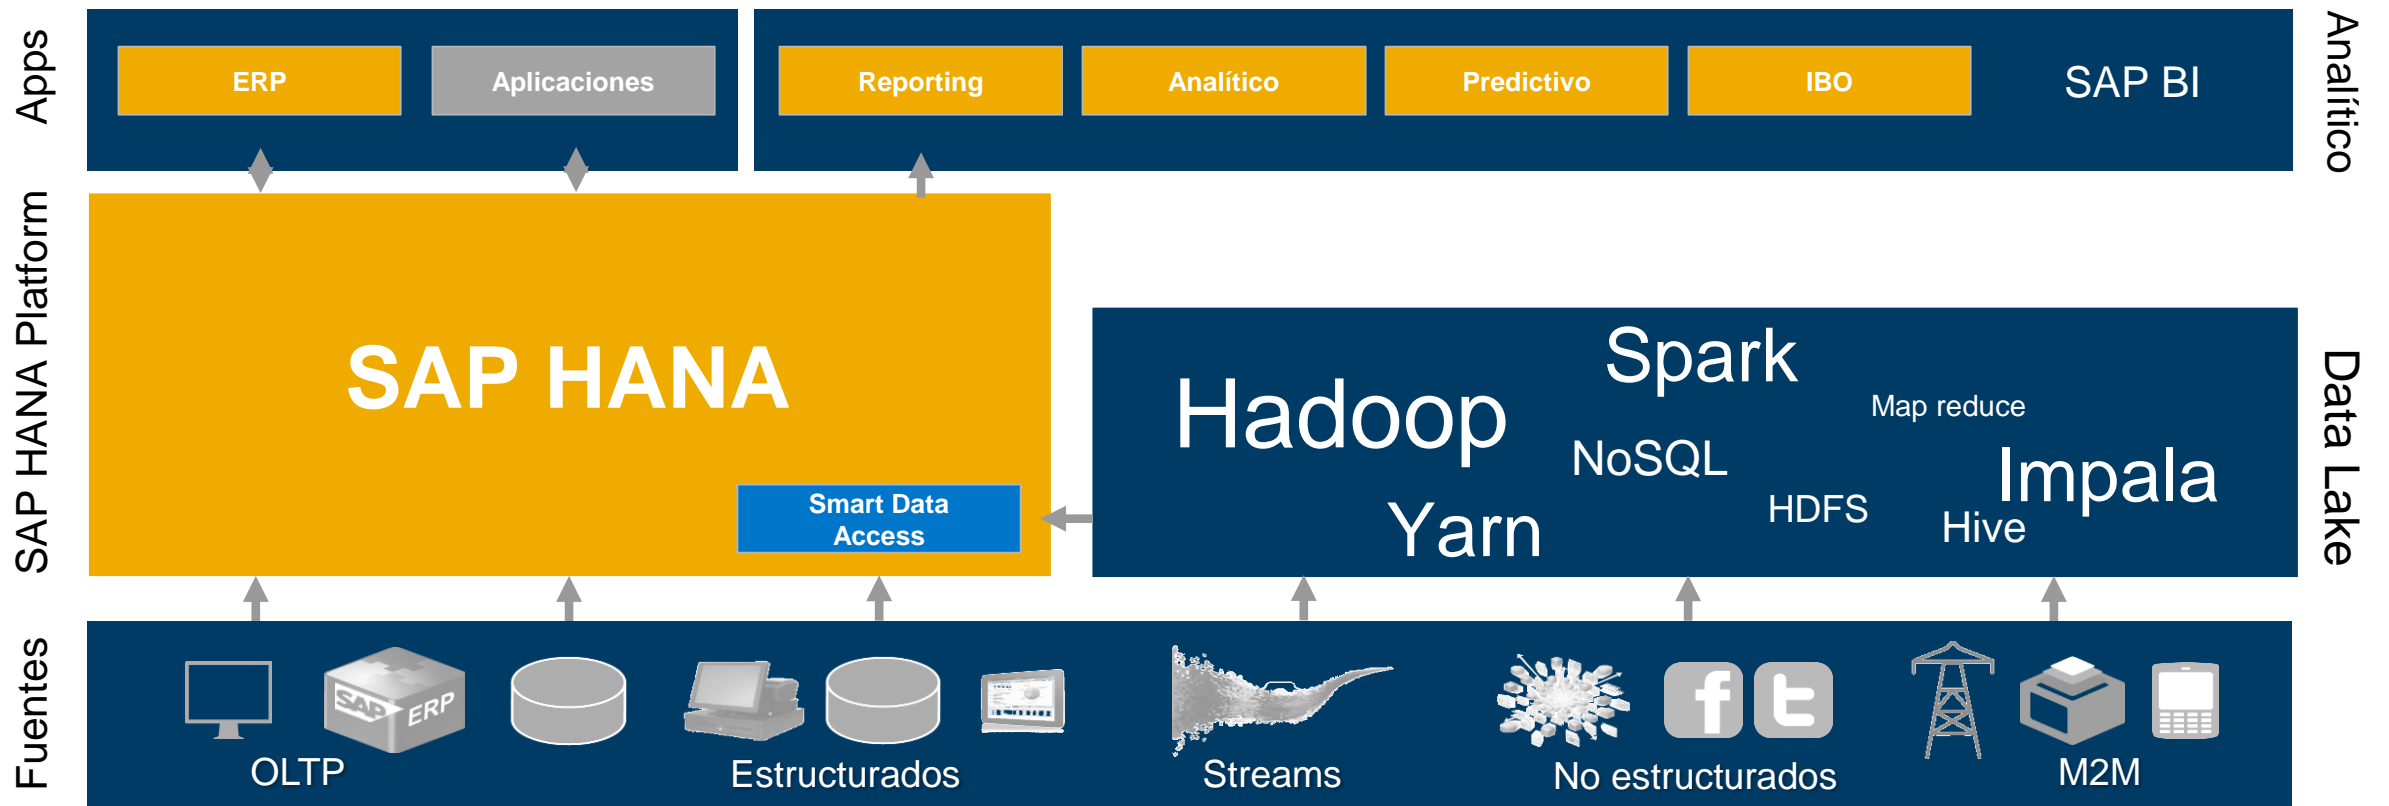 Apps
ERP
Aplicaciones
Reporting
Analítico
Predictivo
IBO
SAP BI
Analítico
SAP HANA Platform
SAP HANA
Smart Data
Access
Hadoop
Spark
Map reduce
NoSQL
Impala
Yarn
HDFS
Hive
Data Lake
Fuentes
SAP ERP
OLTP
Estructurados
Streams
f
t
No estructurados
M2M